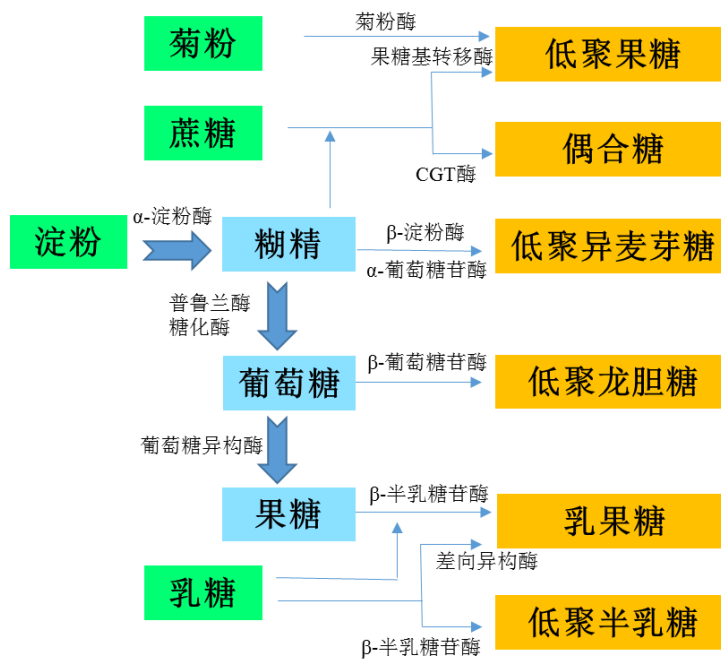 菊粉
菊粉酶
低聚果糖
果糖基转移酶
蔗糖
偶合糖
CGT酶
α-淀粉酶
淀粉
糊精
β-淀粉酶
α-葡萄糖苷酶
低聚异麦芽糖
普鲁兰酶
糖化酶
葡萄糖
β-葡萄糖苷酶
低聚龙胆糖
葡萄糖异构酶
果糖
β-半乳糖苷酶
乳果糖
差向异构酶
乳糖
低聚半乳糖
β-半乳糖苷酶